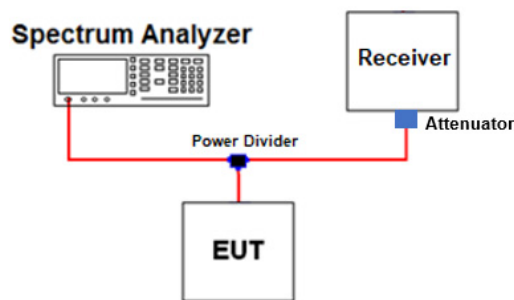 Spectrum Analyzer
Receiver
Attenuator
Power Divider
EUT